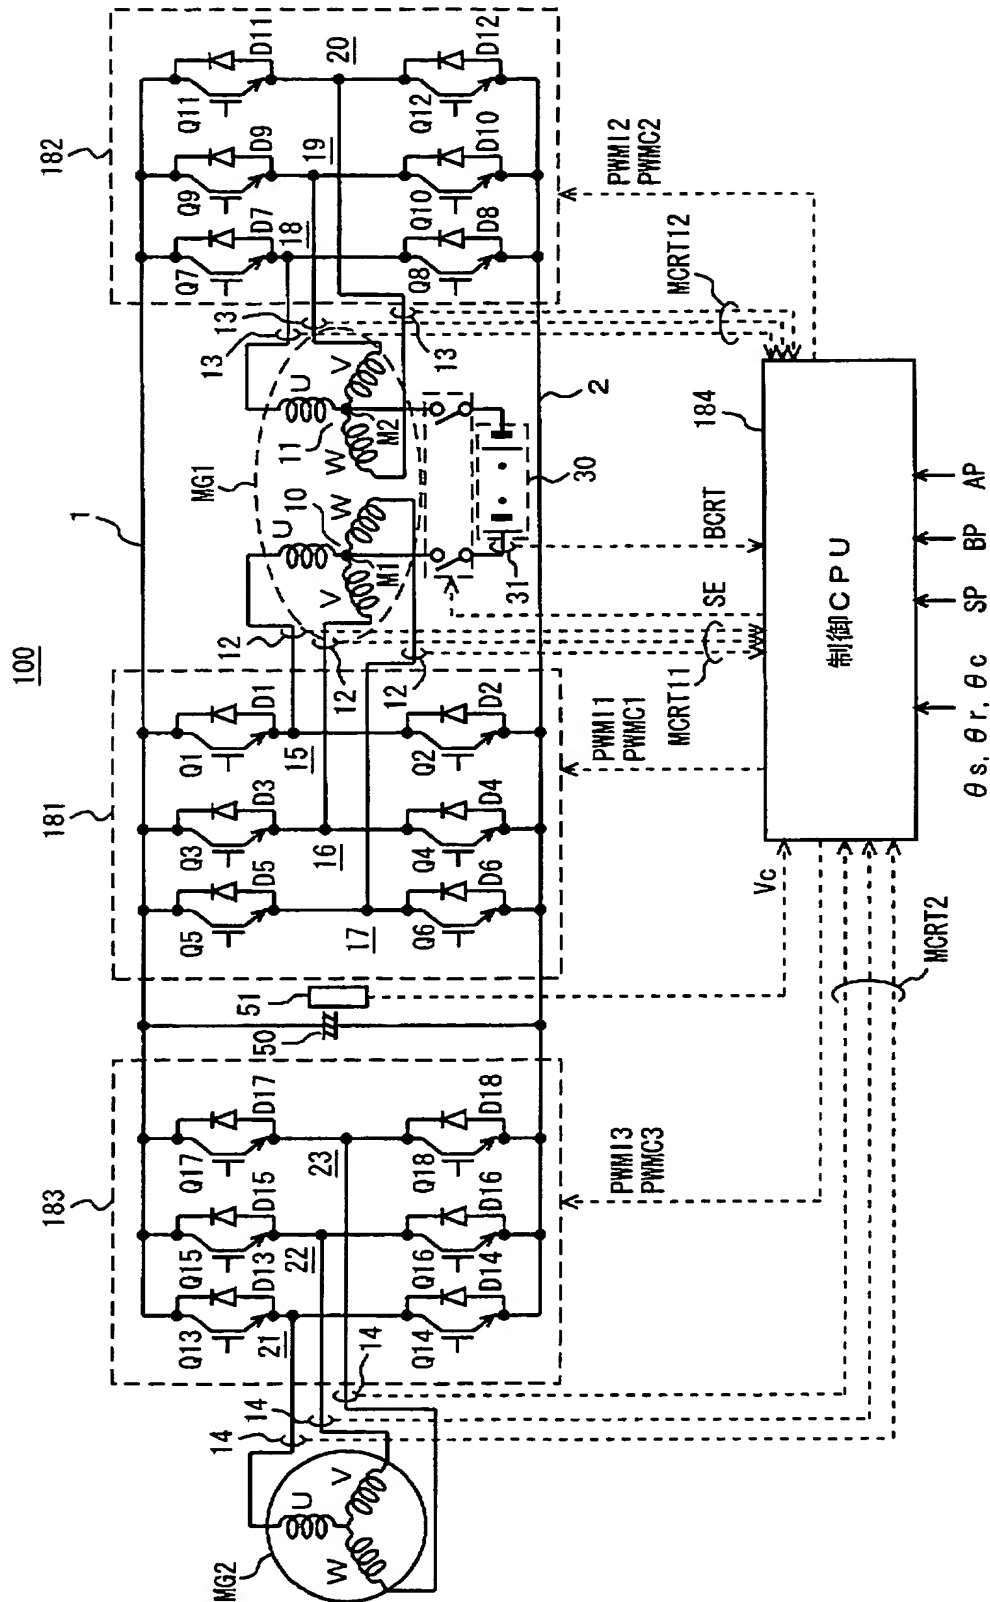 100
183
181
1
182
Q13
D13
Q15
D15
Q17
D17
Q5
D5
Q3
D3
Q1
D1
Q7
D7
Q9
D9
Q11
D11
MG2
U
V
W
14
14
14
21
22
23
50
51
17
16
15
12
12
12
MG1
10
11
U
V
W
M1
U
V
W
M2
13
13
13
18
19
20
Q14
D14
Q16
D16
Q18
D18
Q6
D6
Q4
D4
Q2
D2
Q8
D8
Q10
D10
Q12
D12
31
30
2
PWMI3
PWMC3
PWMI1
PWMC1
MCRT11
SE
BCRT
MCRT12
PWMI2
PWMC2
184
Vc
MCRT2
制御CPU
θs, θr, θc
SP
BP
AP